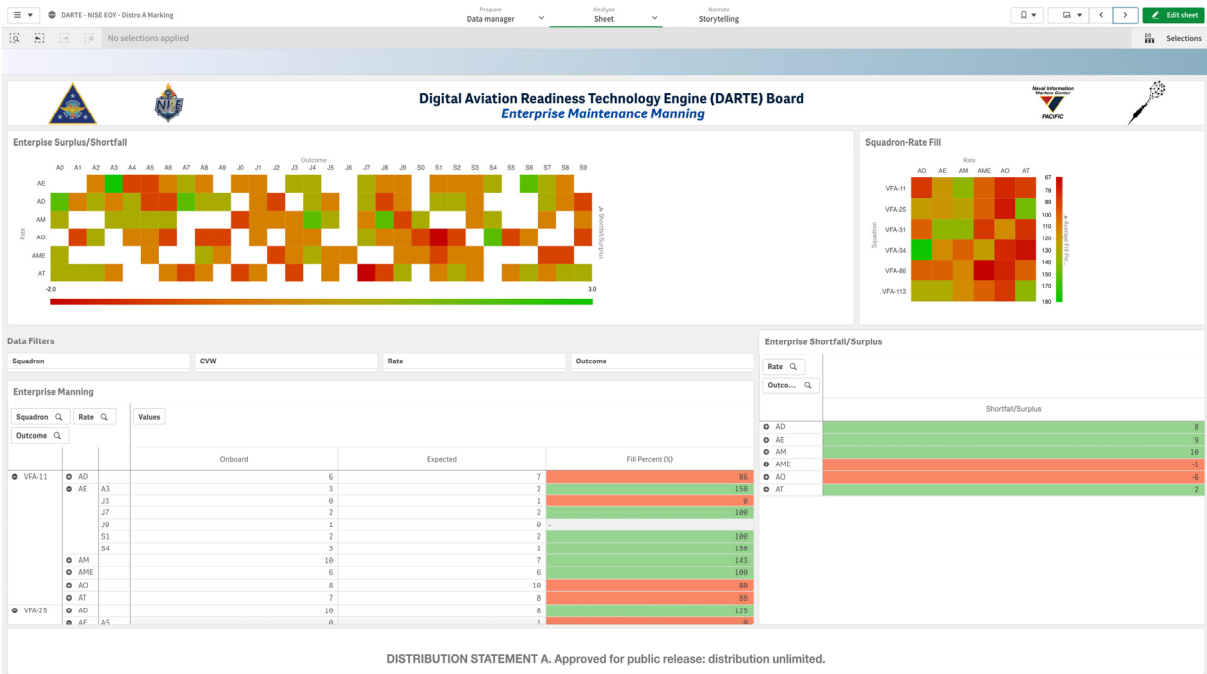 Prepare
Data manager
Analyze
Sheet
Narrate
Storytelling
DARTE - NISE EOY - Distro A Marking
Edit sheet
No selections applied
Selections
NISE
Digital Aviation Readiness Technology Engine (DARTE) Board
Enterprise Maintenance Manning
Naval Information
Warfare Center
PACIFIC
Enterpise Surplus/Shortfall
Outcome
A0 A1 A2 A3 A4 A5 A6 A7 A8 A9 J0 J1 J2 J3 J4 J5 J6 J7 J8 J9 S0 S1 S2 S3 S4 S5 S6 S7 S8 S9
Rate
AE
AD
AM
AO
AME
AT
Shortfall/Surplus
-2.0 3.0
Squadron-Rate Fill
Rate
AD AE AM AME AO AT
Squadron
VFA-11
VFA-25
VFA-31
VFA-34
VFA-86
VFA-113
67
78
89
100
110
120
130
140
150
170
180
Average Fill Per...
Data Filters
Squadron CVW Rate Outcome
Enterprise Manning
Squadron Rate Values
Outcome
Onboard Expected Fill Percent (%)
VFA-11 AD 6 7 86
AE A3 3 2 150
J3 0 1 0
J7 2 2 100
J9 1 0 -
S1 2 2 100
S4 3 2 150
AM 10 7 143
AME 6 6 100
AO 8 10 80
AT 7 8 88
VFA-25 AD 10 8 125
AE A5 0 1 0
Enterprise Shortfall/Surplus
Rate
Outco...
Shortfall/Surplus
AD 8
AE 9
AM 10
AME -1
AO -6
AT 2
DISTRIBUTION STATEMENT A. Approved for public release: distribution unlimited.